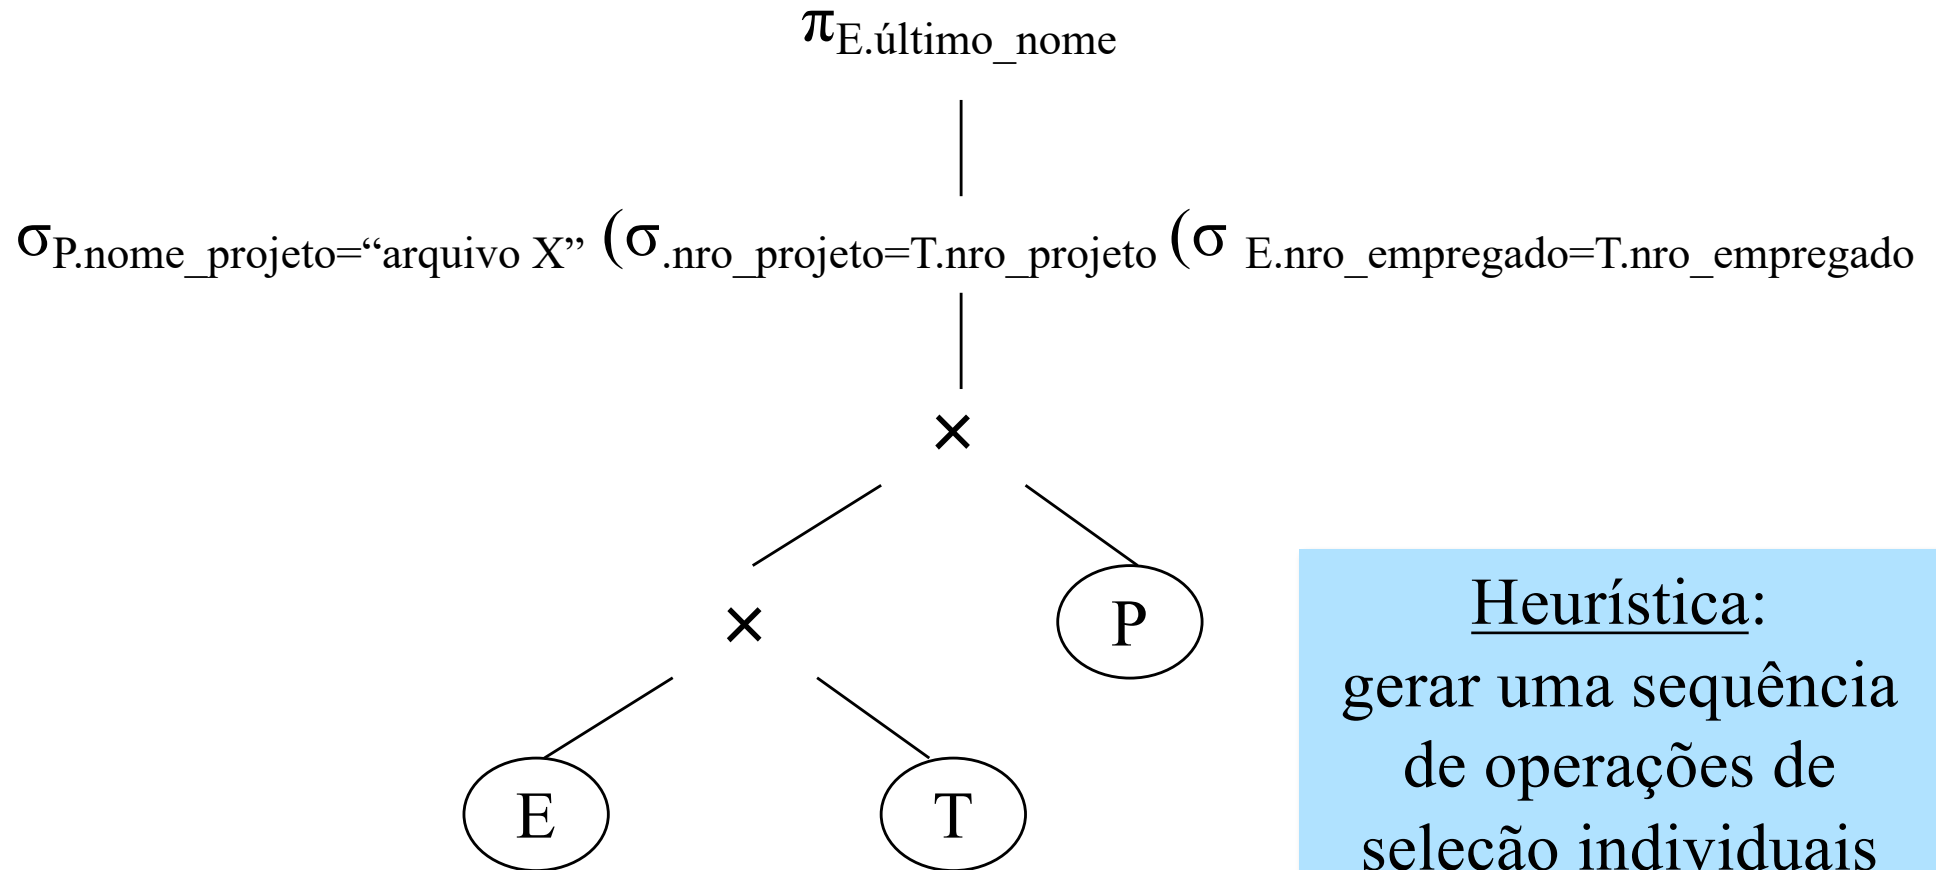 πE.último_nome
σP.nome_projeto=“arquivo X” (σ.nro_projeto=T.nro_projeto (σ E.nro_empregado=T.nro_empregado
×
×
P
E
T
Heurística:
gerar uma sequência
de operações de
seleção individuais